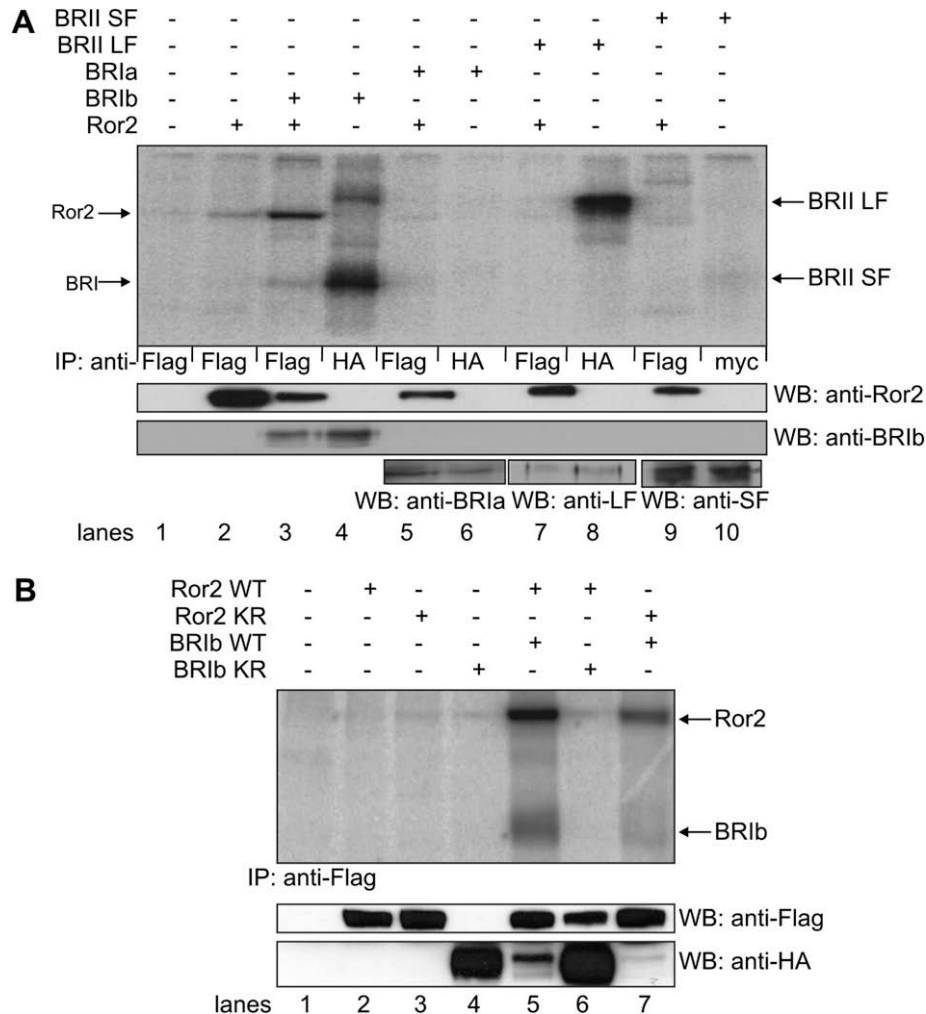 A
BRII SF - - - - - - - - + +
BRII LF - - - - - - + + - -
BRIa - - - - + + - - - -
BRIb - - + + - - - - - -
Ror2 - + + - + - + - + -
Ror2
BRI
BRII LF
BRII SF
IP: anti- Flag Flag Flag HA Flag HA Flag HA Flag myc
WB: anti-Ror2
WB: anti-BRIb
WB: anti-BRIa WB: anti-LF WB: anti-SF
lanes 1 2 3 4 5 6 7 8 9 10
B
Ror2 WT - + - - + + -
Ror2 KR - - + - - - +
BRIb WT - - - - + - +
BRIb KR - - - + - + -
Ror2
BRIb
IP: anti-Flag
WB: anti-Flag
WB: anti-HA
lanes 1 2 3 4 5 6 7